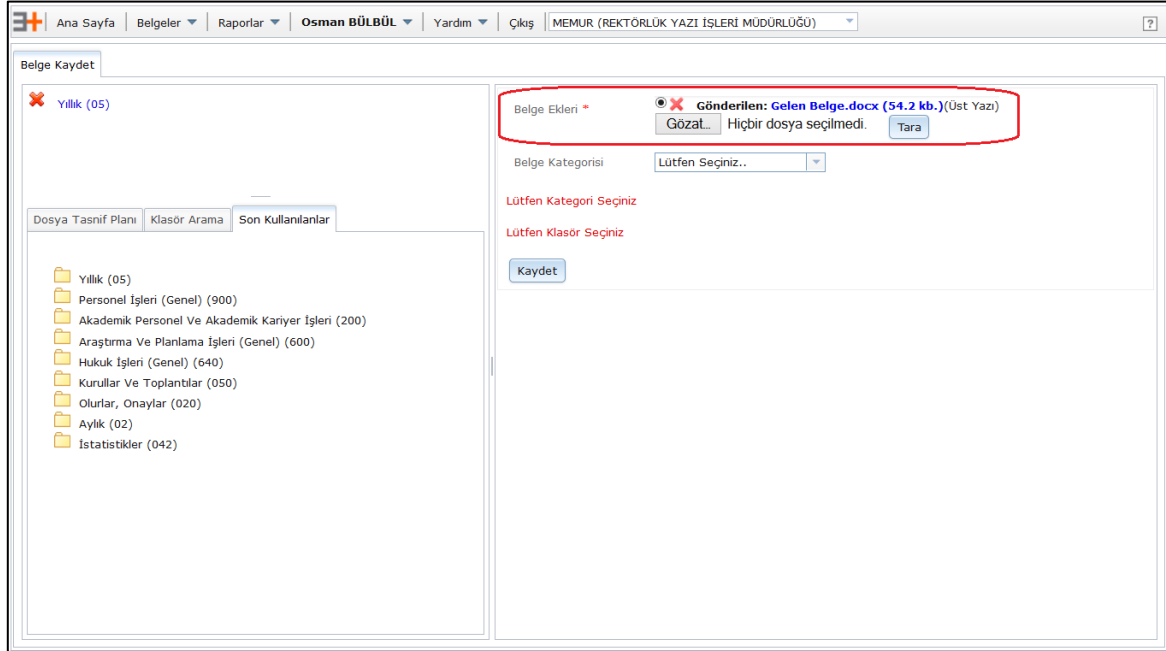 Ana Sayfa Belgeler Raporlar Osman BÜLBÜL Yardım Çıkış MEMUR (REKTÖRLÜK YAZI İŞLERİ MÜDÜRLÜĞÜ) ?
Belge Kaydet
Yıllık (05)
Dosya Tasnif Planı Klasör Arama Son Kullanılanlar
Yıllık (05)
Personel İşleri (Genel) (900)
Akademik Personel Ve Akademik Kariyer İşleri (200)
Araştırma Ve Planlama İşleri (Genel) (600)
Hukuk İşleri (Genel) (640)
Kurullar Ve Toplantılar (050)
Olurlar, Onaylar (020)
Aylık (02)
İstatistikler (042)
Belge Ekleri * Gönderilen: Gelen Belge.docx (54.2 kb.)(Üst Yazı)
Gözat... Hiçbir dosya seçilmedi. Tara
Belge Kategorisi Lütfen Seçiniz..
Lütfen Kategori Seçiniz
Lütfen Klasör Seçiniz
Kaydet